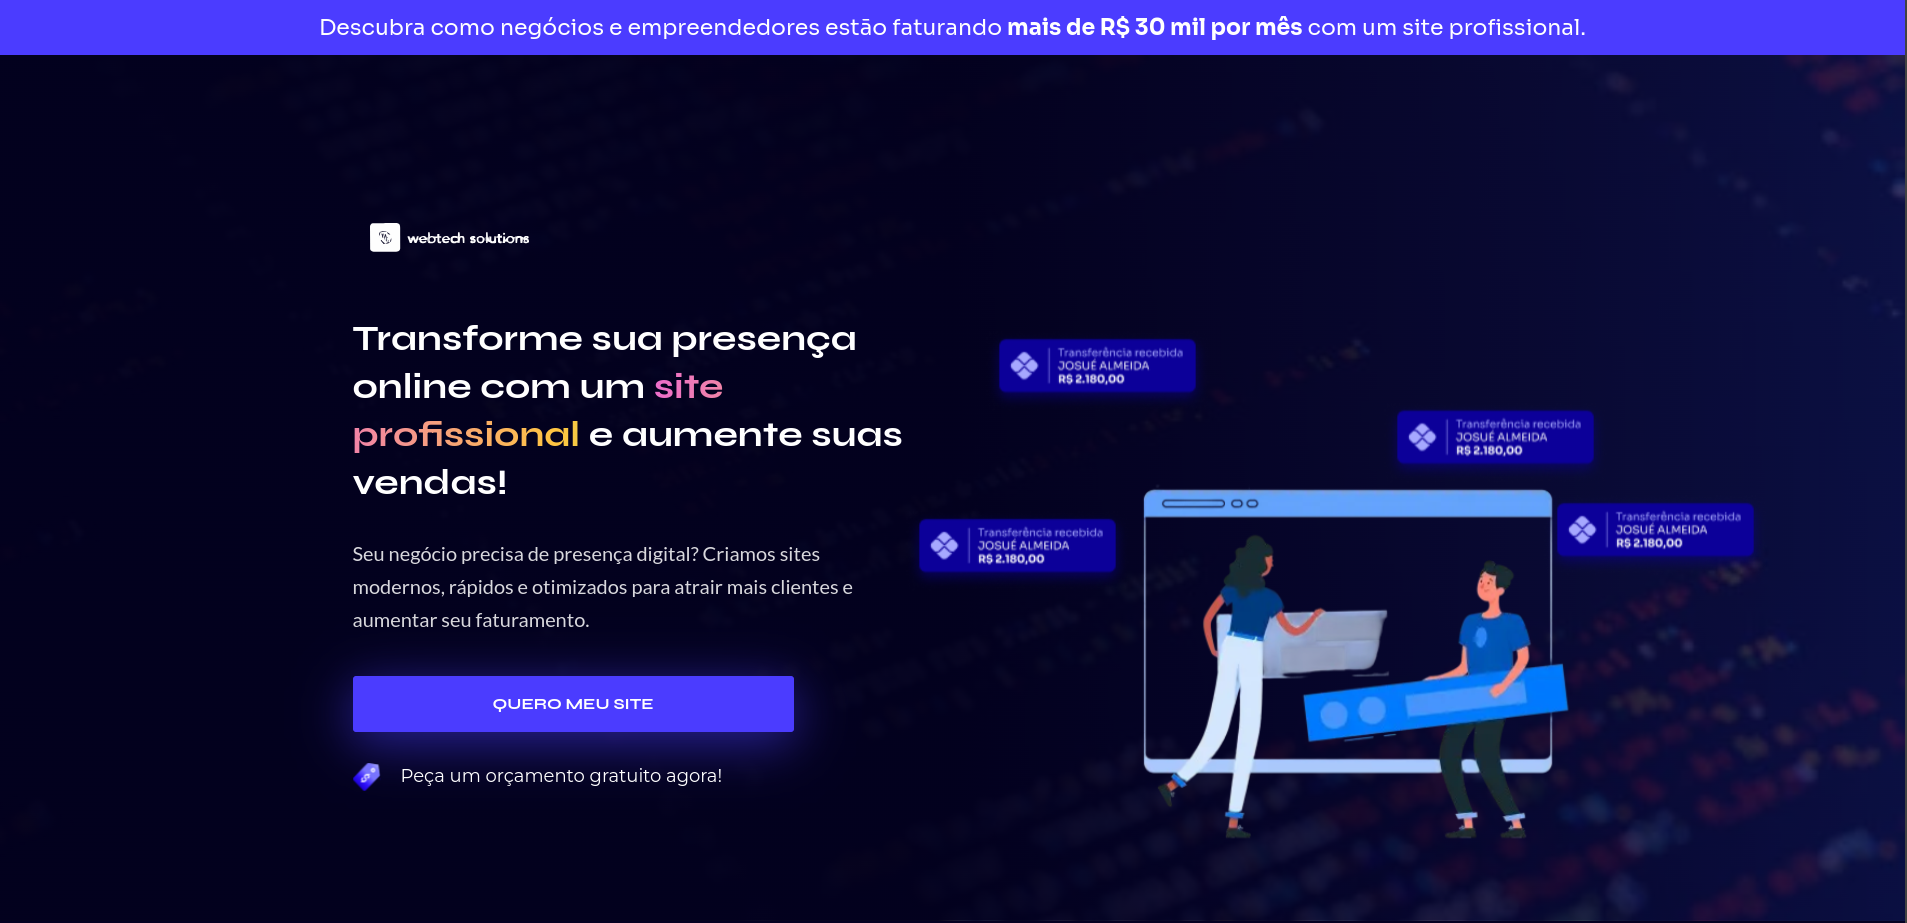 Descubra como negócios e empreendedores estão faturando mais de R$ 30 mil por mês com um site profissional.
webtech solutions
Transforme sua presença
online com um site
profissional e aumente suas
vendas!
Seu negócio precisa de presença digital? Criamos sites
modernos, rápidos e otimizados para atrair mais clientes e
aumentar seu faturamento.
QUERO MEU SITE
Peça um orçamento gratuito agora!
Transferência recebida
JOSUÉ ALMEIDA
R$ 2.180,00
Transferência recebida
JOSUÉ ALMEIDA
R$ 2.180,00
Transferência recebida
JOSUÉ ALMEIDA
R$ 2.180,00
Transferência recebida
JOSUÉ ALMEIDA
R$ 2.180,00